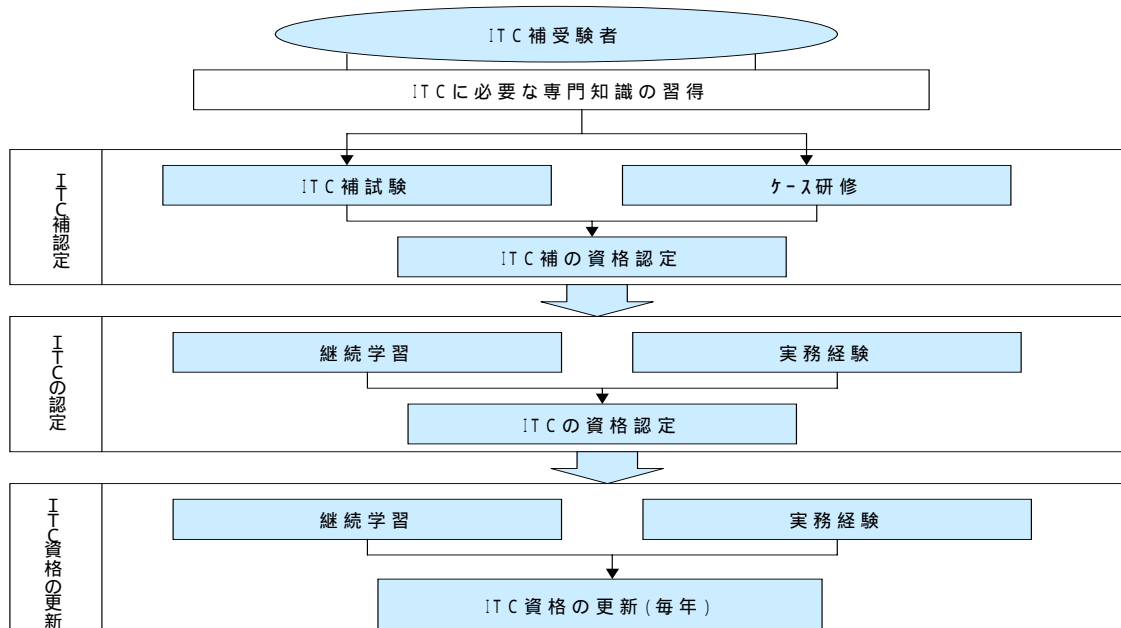 ITC補受験者
ITCに必要な専門知識の習得
ITC補認定
ITC補試験
ケース研修
ITC補の資格認定
ITCの認定
継続学習
実務経験
ITCの資格認定
ITC資格の更新
継続学習
実務経験
ITC資格の更新(毎年)